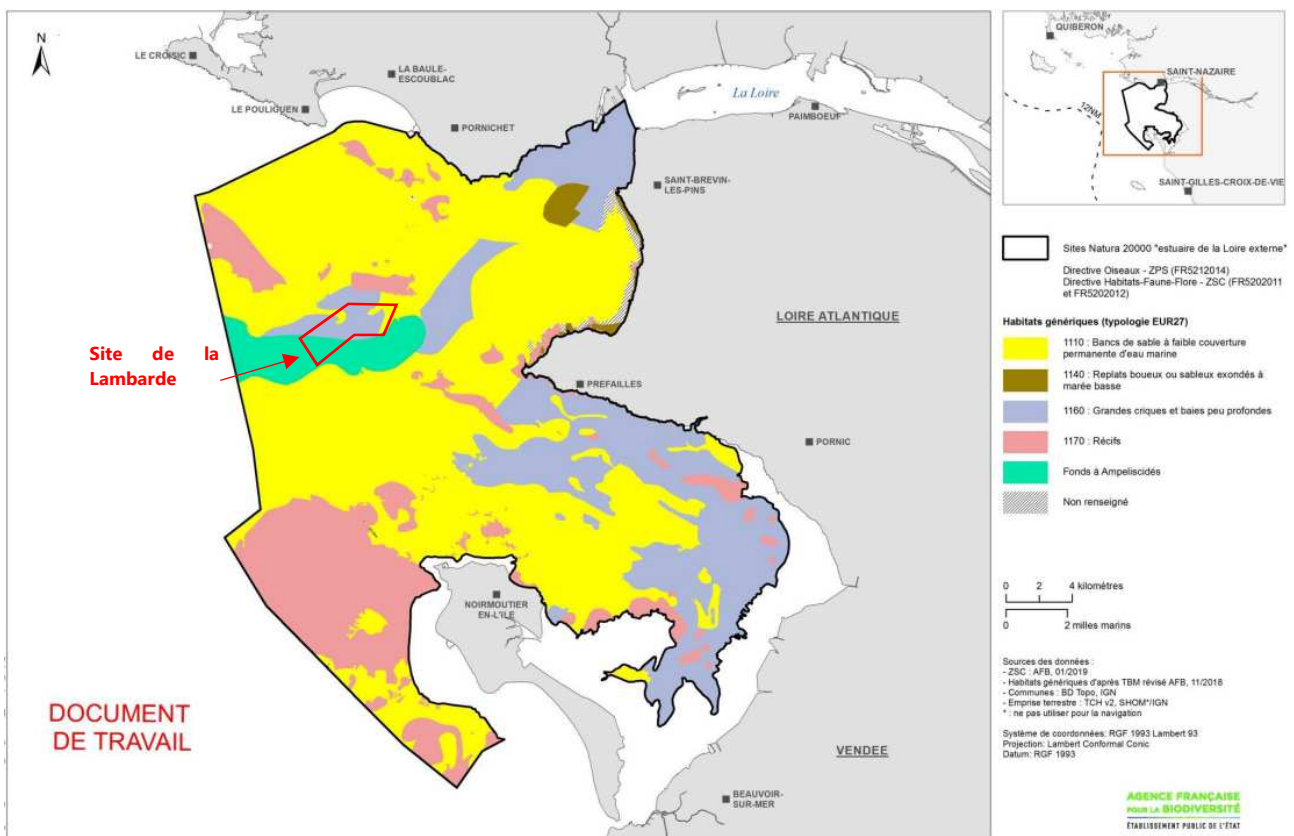 N
LE CROISIC
LA BAULE-
ESCOUBLAC
LE POULIGUEN
PORNICHET
La Loire
PAIMBOEUF
SAINT-BREVIN-
LES-PINS
LOIRE ATLANTIQUE
Site de la
Lambarde
PREFAILLES
PORNIC
NOIRMOUTIER
EN-L'ILE
DOCUMENT
DE TRAVAIL
VENDEE
BEAUVOIR-
SUR-MER
QUIBERON
SAINT-NAZAIRE
12NM
SAINT-GILLES-CROIX-DE-VIE
Sites Natura 20000 "estuaire de la Loire externe"
Directive Oiseaux - ZPS (FR5212014)
Directive Habitats-Faune-Flore - ZSC (FR5202011
et FR5202012)
Habitats génériques (typologie EUR27)
1110 : Bancs de sable à faible couverture
permanente d'eau marine
1140 : Replats boueux ou sableux exondés à
marée basse
1160 : Grandes criques et baies peu profondes
1170 : Récifs
Fonds à Ampeliscidés
Non renseigné
0 2 4 kilomètres
0 2 milles marins
Sources des données :
- ZSC : AFB, 01/2019
- Habitats génériques d'après TBM révisé AFB, 11/2018
- Communes : BD Topo, IGN
- Emprise terrestre : TCH v2, SHOM*/IGN
* : ne pas utiliser pour la navigation
Système de coordonnées: RGF 1993 Lambert 93
Projection: Lambert Conformal Conic
Datum: RGF 1993
AGENCE FRANÇAISE
POUR LA BIODIVERSITÉ
ÉTABLISSEMENT PUBLIC DE L'ÉTAT